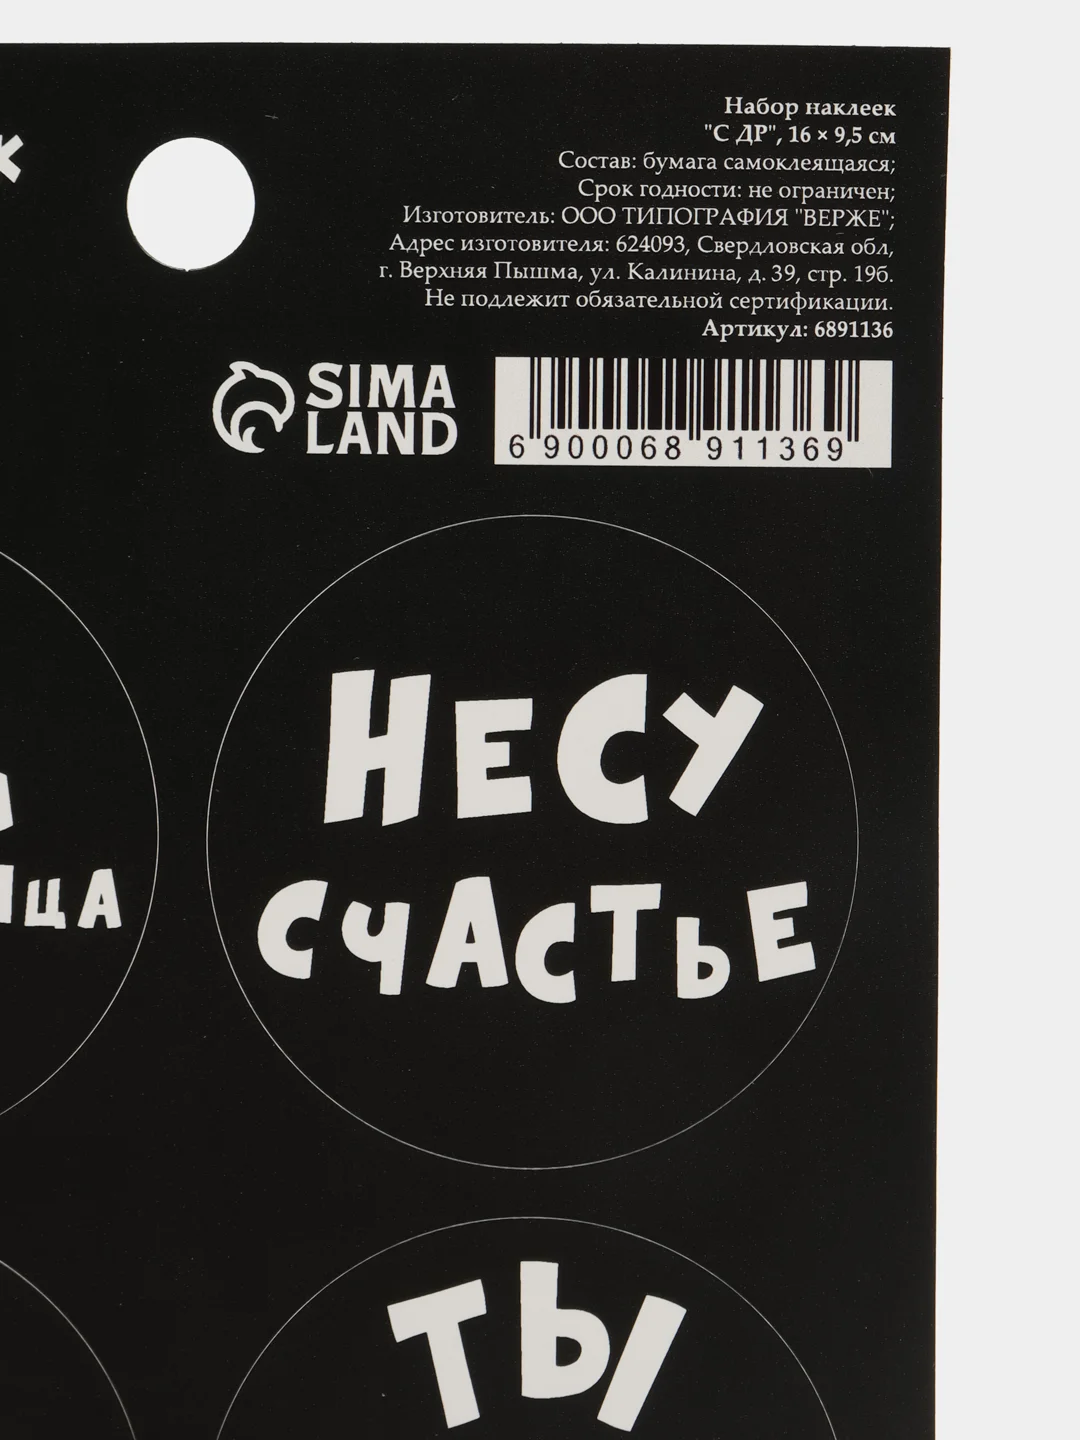 Набор наклеек
"С ДР", 16 × 9,5 см
Состав: бумага самоклеящаяся;
Срок годности: не ограничен;
Изготовитель: ООО ТИПОГРАФИЯ "ВЕРЖЕ";
Адрес изготовителя: 624093, Свердловская обл,
г. Верхняя Пышма, ул. Калинина, д. 39, стр. 19б.
Не подлежит обязательной сертификации.
Артикул: 6891136
SIMA
LAND
6 900068 911369
НЕСУ
СЧАСТЬЕ
ТЫ